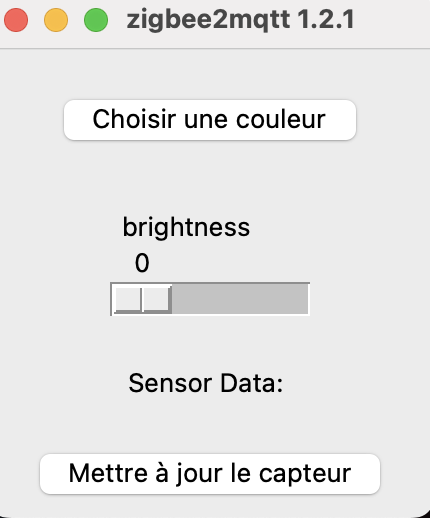 zigbee2mqtt 1.2.1
Choisir une couleur
brightness
0
Sensor Data:
Mettre à jour le capteur